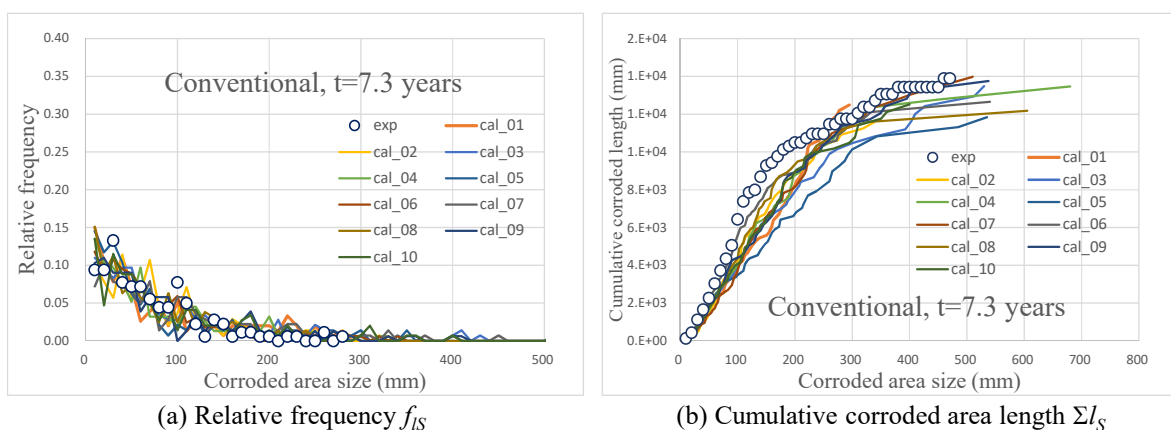 0.40
0.35
0.30
0.25
0.20
0.15
0.10
0.05
0.00
Relative frequency
Conventional, t=7.3 years
exp cal_01
cal_02 cal_03
cal_04 cal_05
cal_06 cal_07
cal_08 cal_09
cal_10
0 100 200 300 400 500
Corroded area size (mm)
(a) Relative frequency flS
2.E+04
1.E+04
1.E+04
1.E+04
8.E+03
6.E+03
4.E+03
2.E+03
0.E+00
Cumulative corroded length (mm)
exp cal_01
cal_02 cal_03
cal_04 cal_05
cal_07 cal_06
cal_08 cal_09
cal_10
Conventional, t=7.3 years
0 100 200 300 400 500 600 700 800
Corroded area size (mm)
(b) Cumulative corroded area length ΣlS